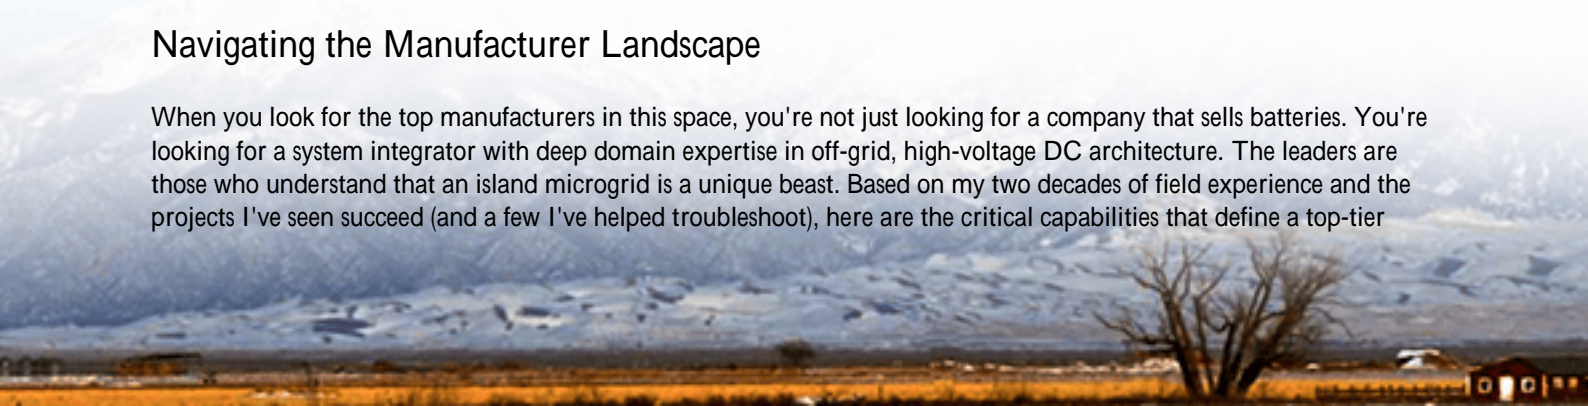 Navigating the Manufacturer Landscape
When you look for the top manufacturers in this space, you're not just looking for a company that sells batteries. You're
looking for a system integrator with deep domain expertise in off-grid, high-voltage DC architecture. The leaders are
those who understand that an island microgrid is a unique beast. Based on my two decades of field experience and the
projects I've seen succeed (and a few I've helped troubleshoot), here are the critical capabilities that define a top-tier